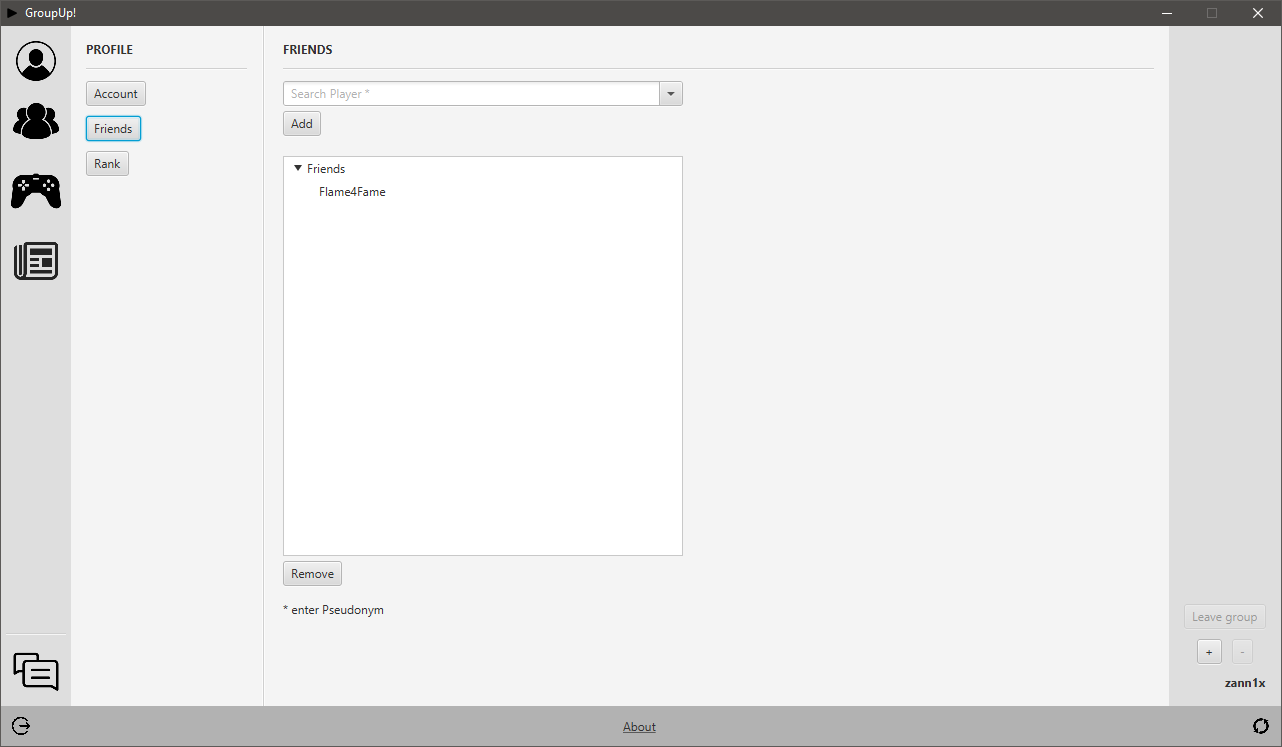 GroupUp!
PROFILE
Account
Friends
Rank
FRIENDS
Search Player *
Add
Friends
Flame4Fame
Remove
* enter Pseudonym
Leave group
+ -
zann1x
About